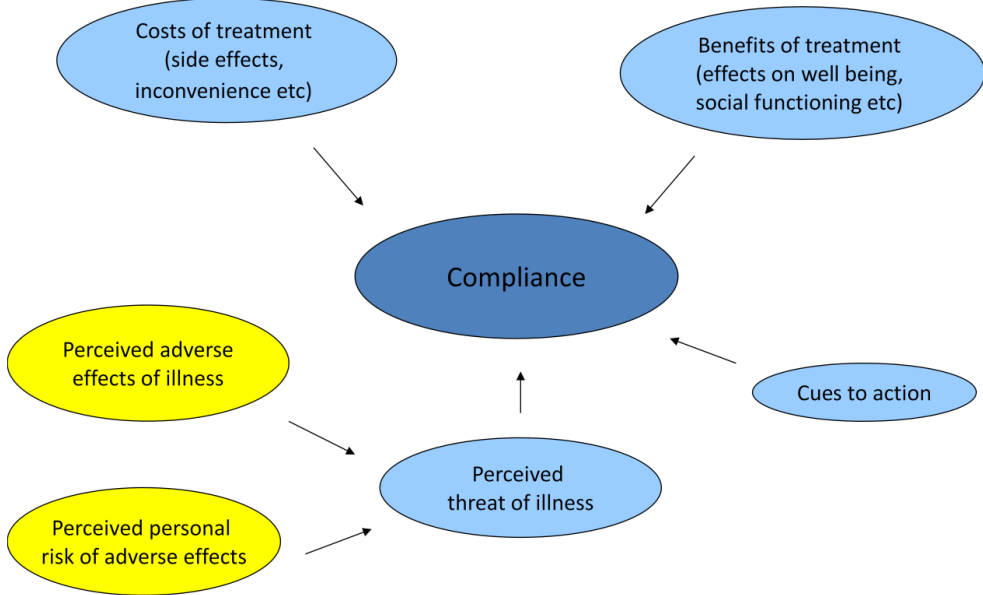 Costs of treatment
(side effects,
inconvenience etc)
Benefits of treatment
(effects on well being,
social functioning etc)
Compliance
Perceived adverse
effects of illness
Cues to action
Perceived
threat of illness
Perceived personal
risk of adverse effects